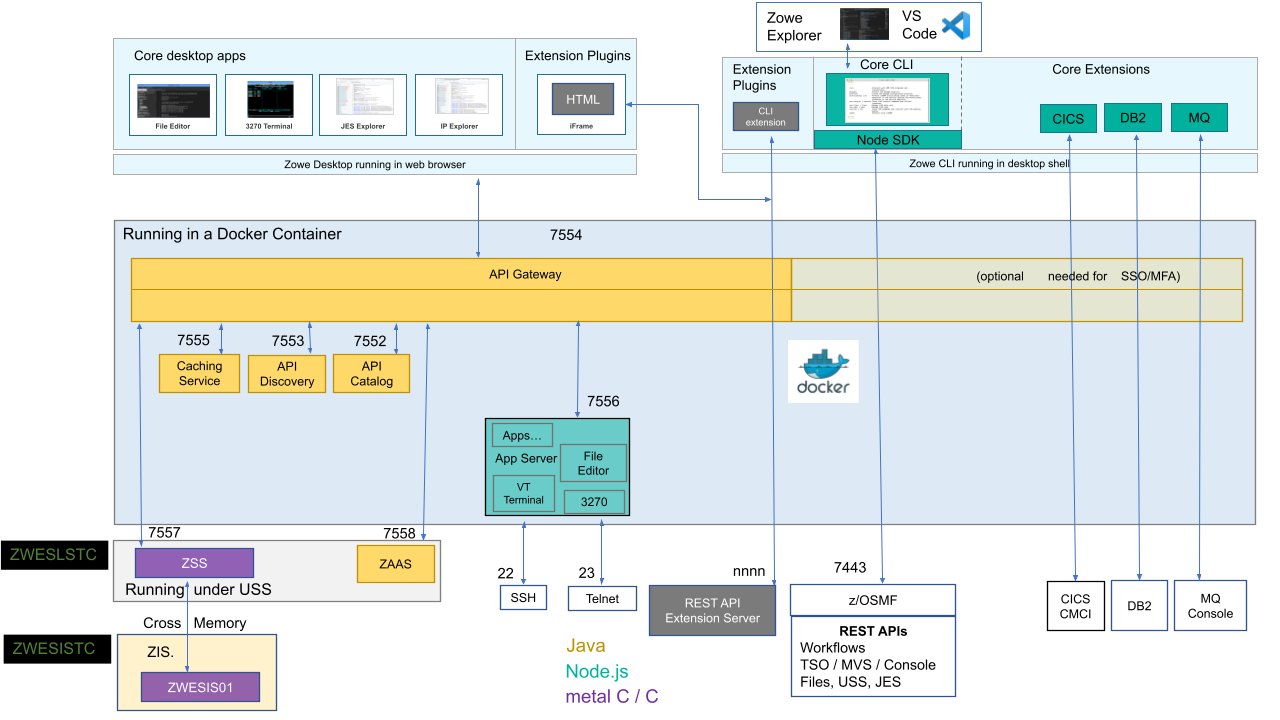 Zowe
Explorer
VS
Code
Core desktop apps
Extension Plugins
File Editor
3270 Terminal
JES Explorer
IP Explorer
HTML
iFrame
Zowe Desktop running in web browser
Extension
Plugins
Core CLI
Core Extensions
CLI
extension
Node SDK
CICS
DB2
MQ
Zowe CLI running in desktop shell
Running in a Docker Container
7554
API Gateway
(optional needed for SSO/MFA)
7555
7553
7552
Caching
Service
API
Discovery
API
Catalog
docker
7556
Apps...
App Server
File
Editor
VT
Terminal
3270
7557
7558
ZWESLSTC
ZSS
ZAAS
Running under USS
22
SSH
23
Telnet
nnnn
REST API
Extension Server
7443
z/OSMF
REST APIs
Workflows
TSO / MVS / Console
Files, USS, JES
CICS
CMCI
DB2
MQ
Console
Cross Memory
ZWESISTC
ZIS.
ZWESIS01
Java
Node.js
metal C / C